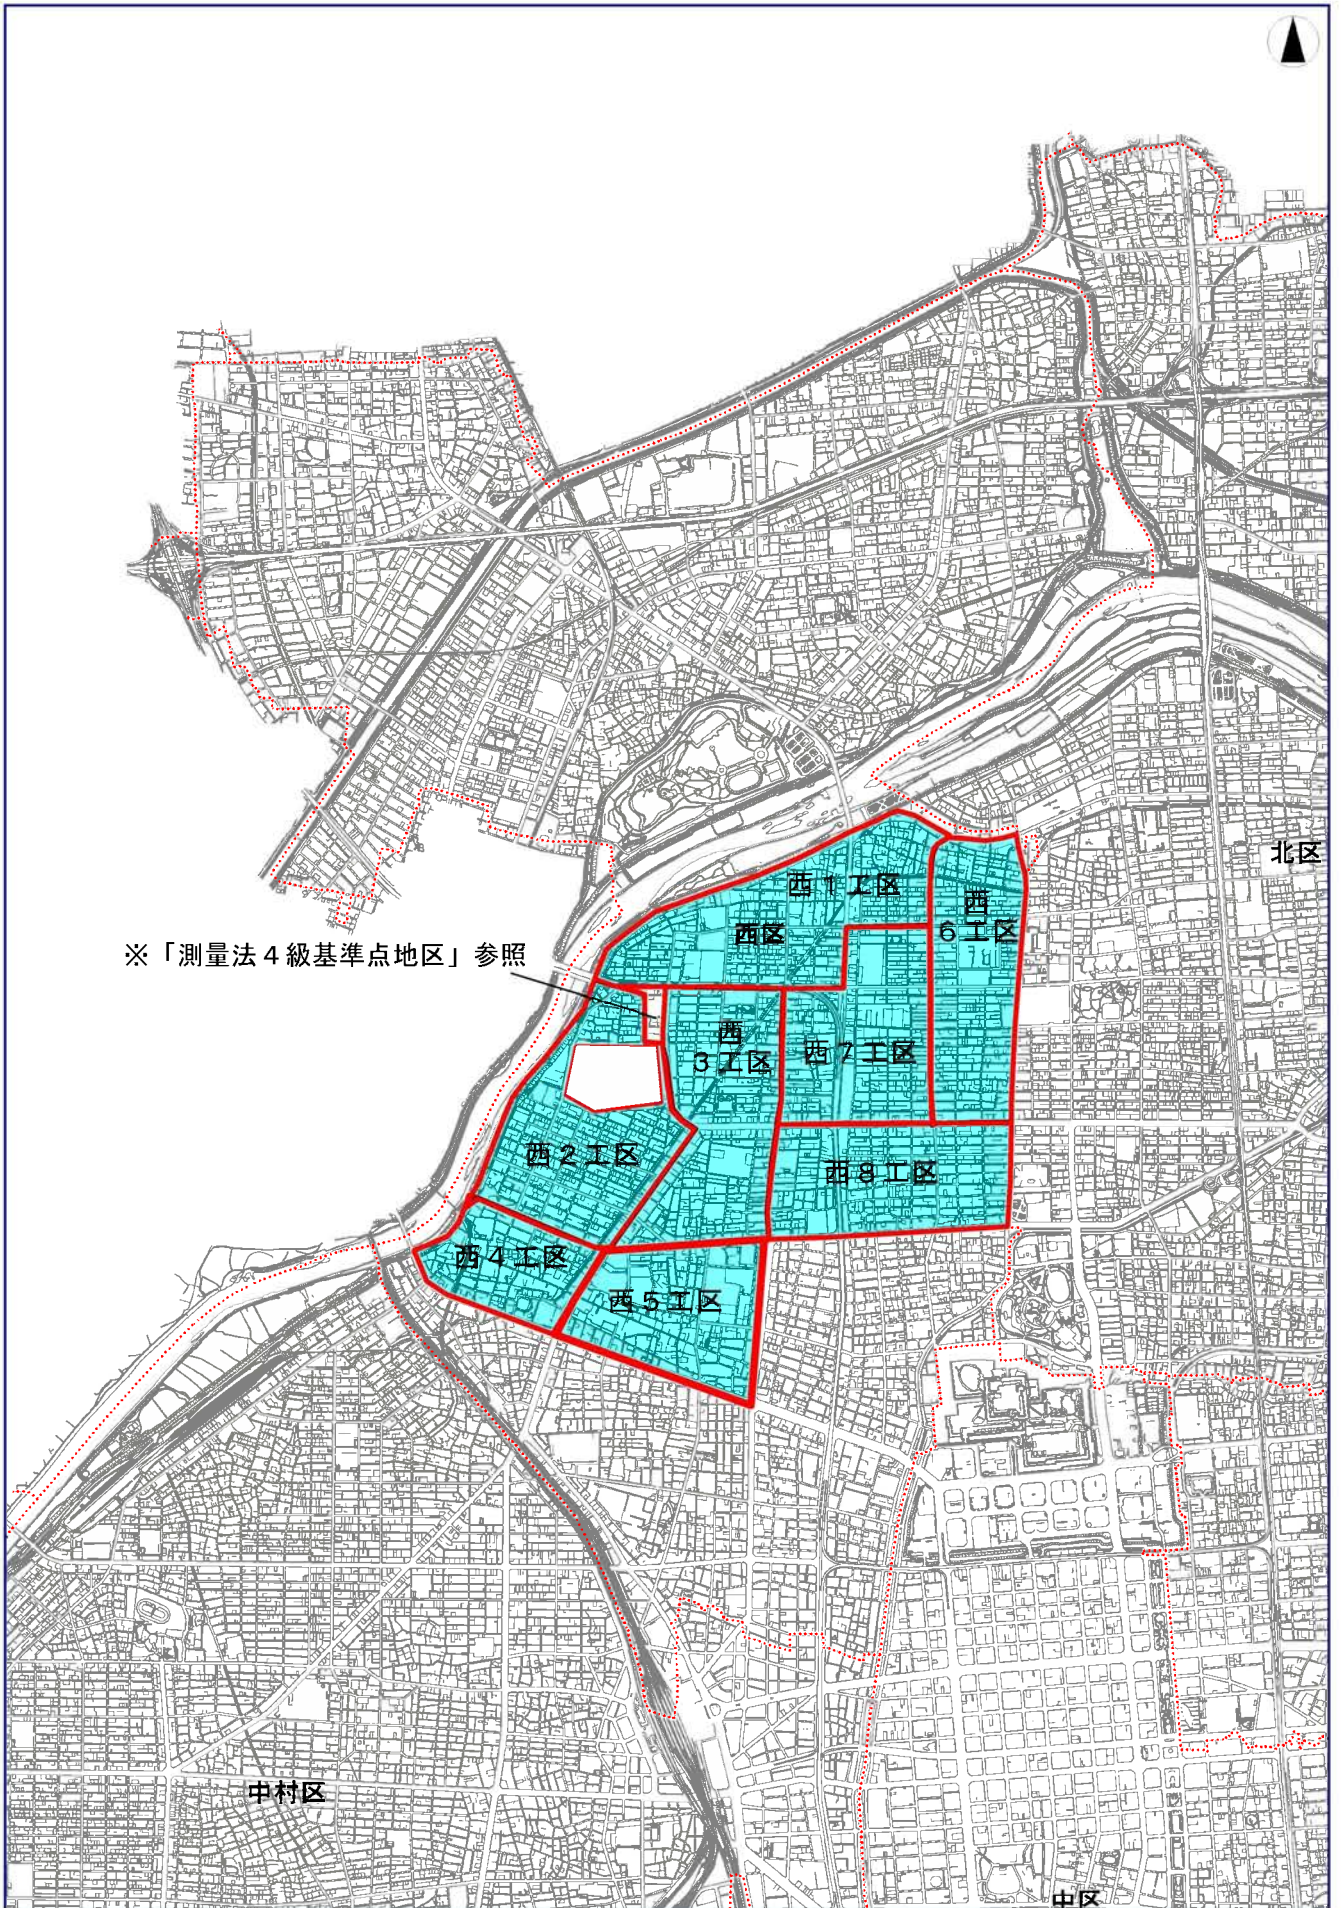 北区
西1工区
西
6工区
西区
※「測量法4級基準点地区」参照
西
3工区
西7工区
西2工区
西8工区
西4工区
西5工区
中村区
中区